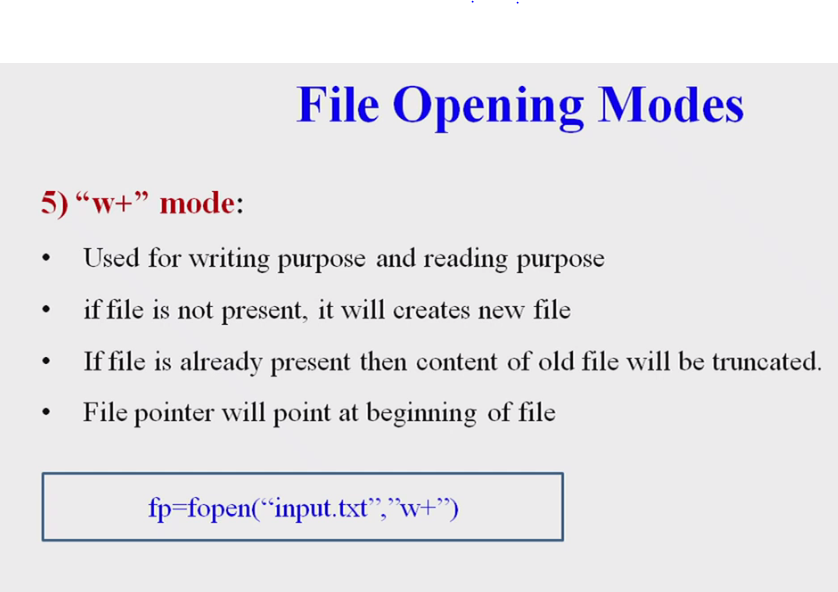 File Opening Modes
5) “w+” mode:
• Used for writing purpose and reading purpose
• if file is not present, it will creates new file
• If file is already present then content of old file will be truncated.
• File pointer will point at beginning of file
fp=fopen(“input.txt”,”w+”)